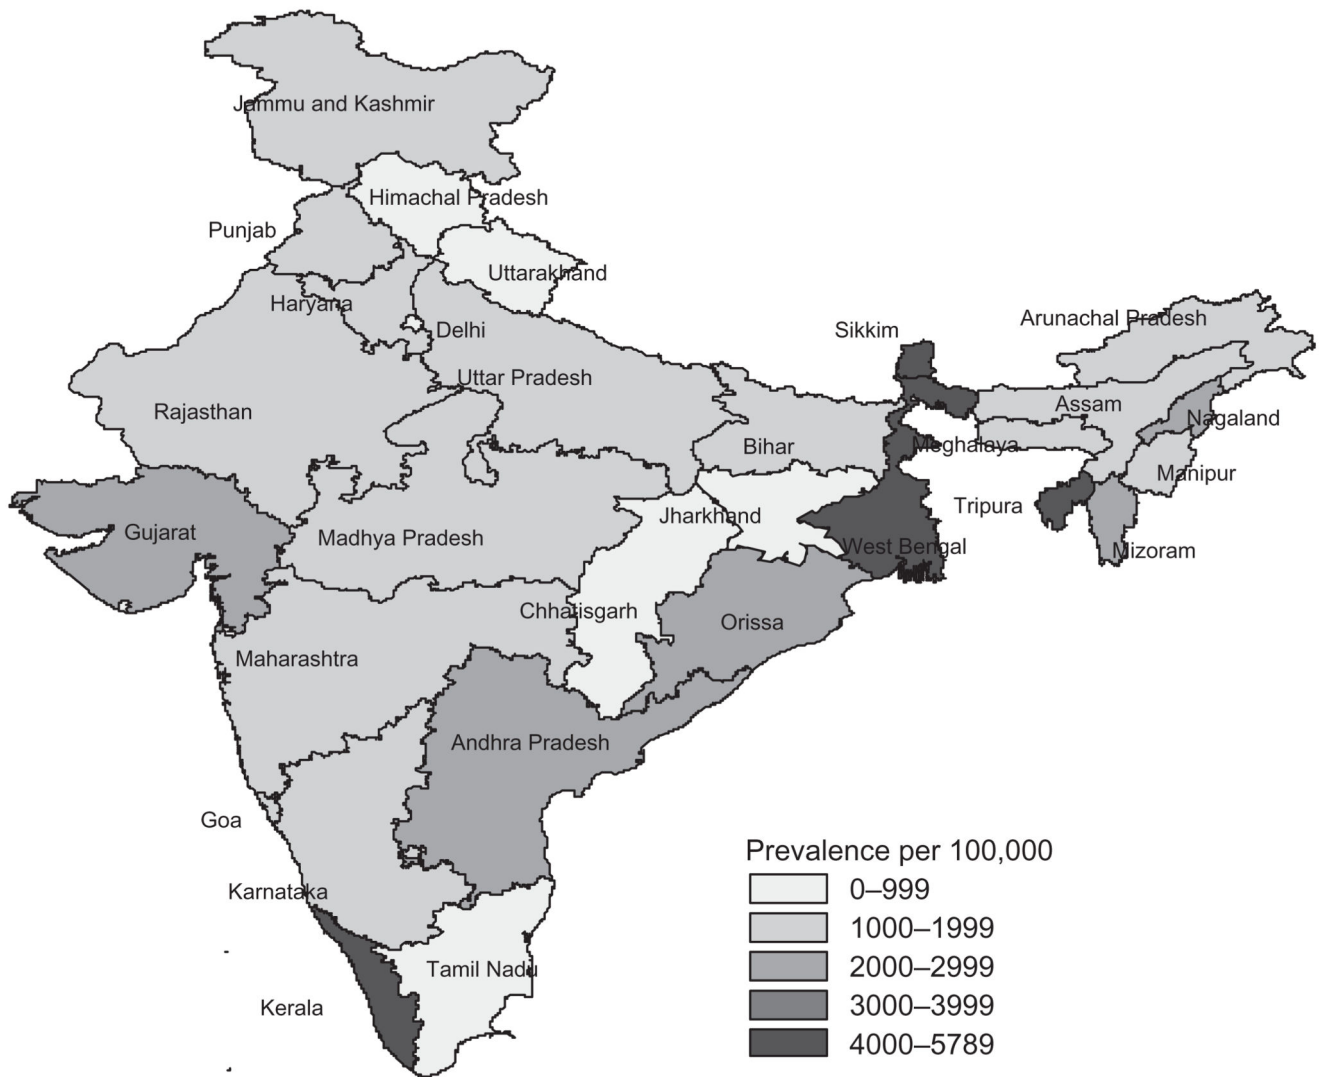 Jammu and Kashmir
Himachal Pradesh
Punjab
Uttarakhand
Haryana
Delhi
Sikkim
Arunachal Pradesh
Uttar Pradesh
Rajasthan
Assam
Nagaland
Bihar
Meghalaya
Manipur
Tripura
Jharkhand
Gujarat
Madhya Pradesh
West Bengal
Mizoram
Chhatisgarh
Orissa
Maharashtra
Andhra Pradesh
Goa
Karnataka
Tamil Nadu
Kerala
Prevalence per 100,000
0–999
1000–1999
2000–2999
3000–3999
4000–5789